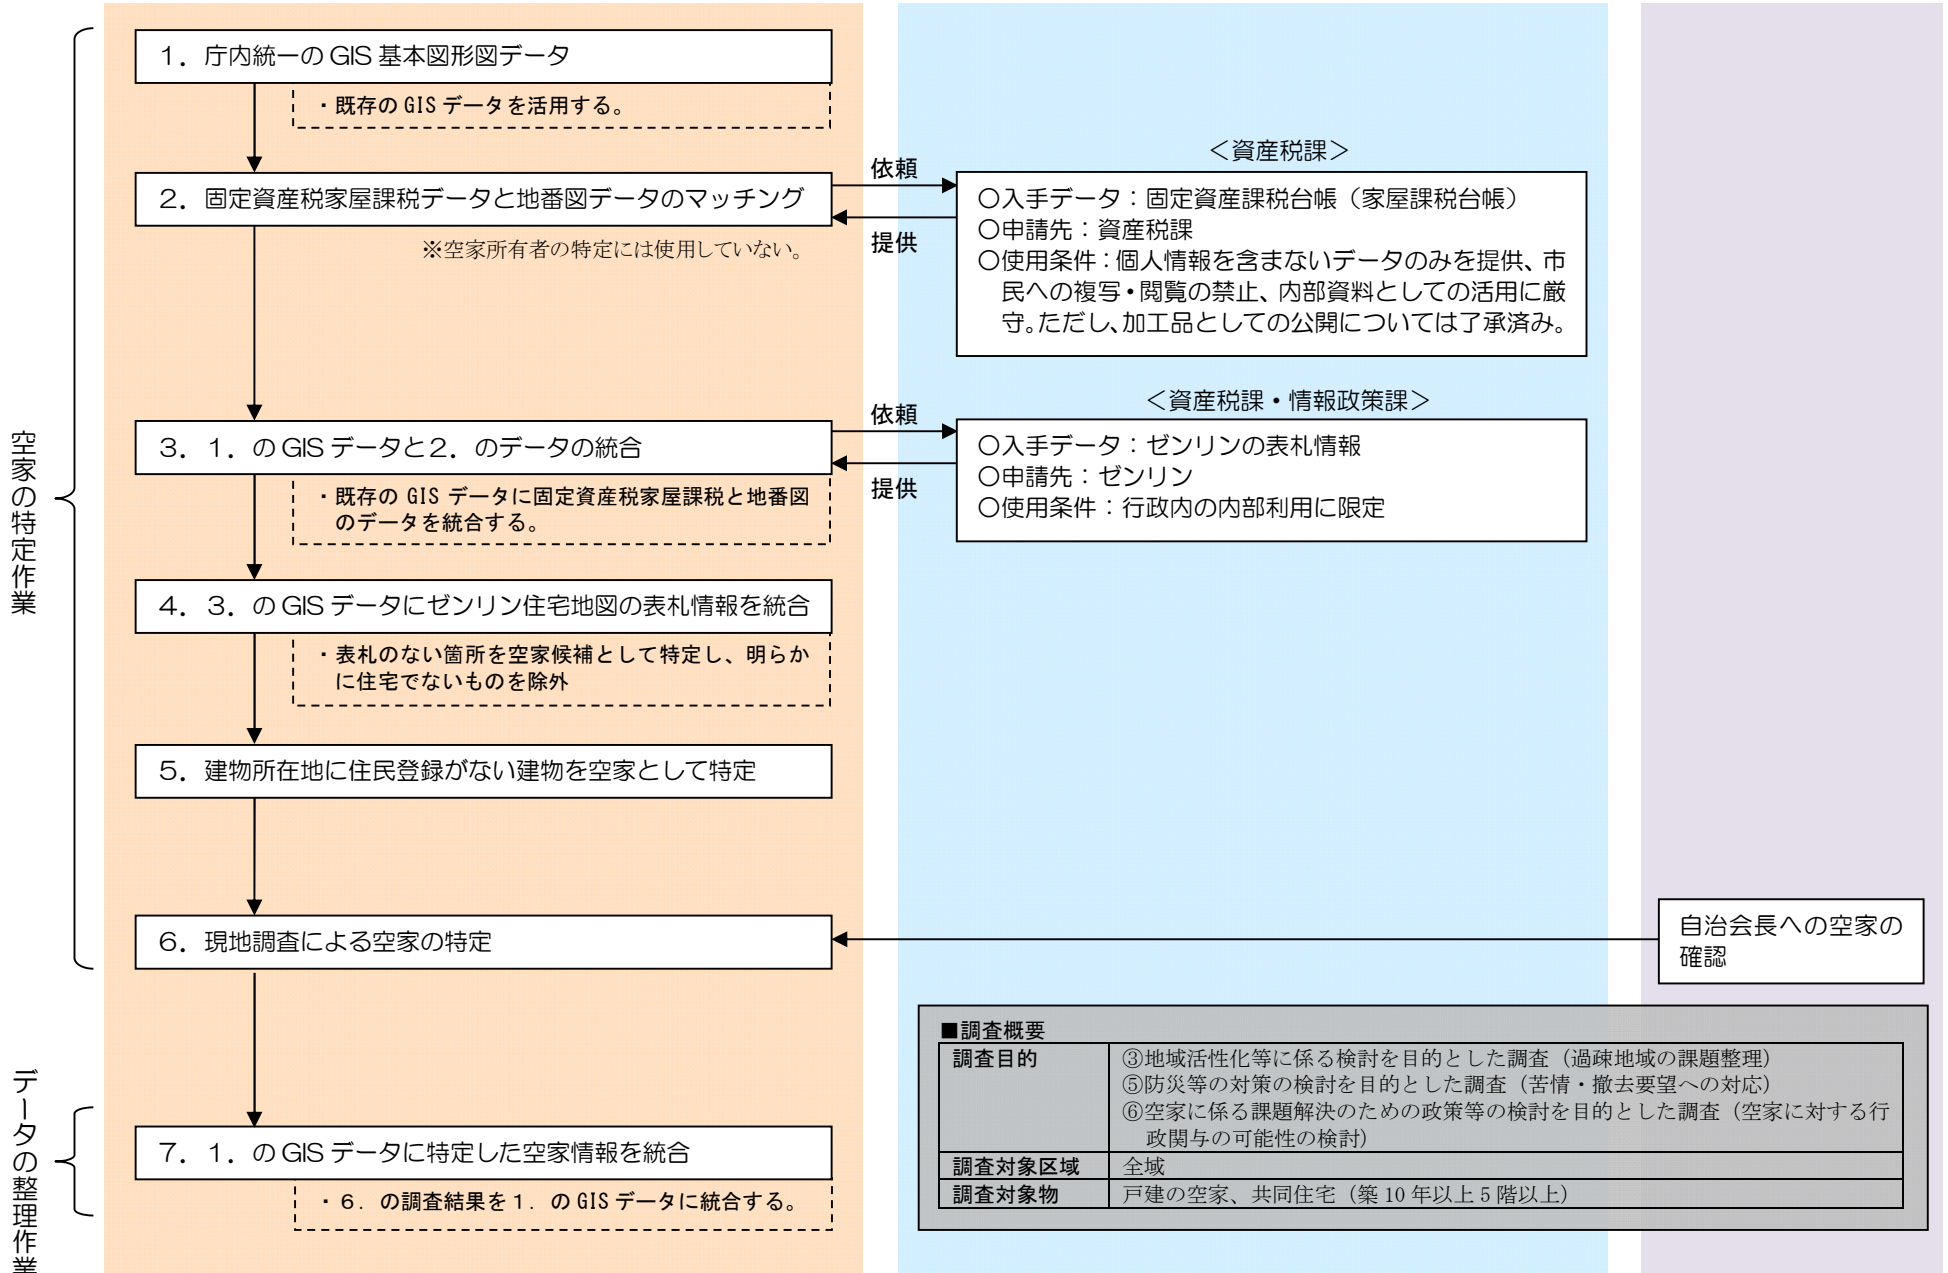 空家の特定作業
1．庁内統一の GIS 基本図形図データ
・既存の GIS データを活用する。
2．固定資産税家屋課税データと地番図データのマッチング
※空家所有者の特定には使用していない。
依頼
提供
＜資産税課＞
○入手データ：固定資産課税台帳（家屋課税台帳）
○申請先：資産税課
○使用条件：個人情報を含まないデータのみを提供、市
民への複写・閲覧の禁止、内部資料としての活用に厳
守。ただし、加工品としての公開については了承済み。
3．1．の GIS データと2．のデータの統合
・既存の GIS データに固定資産税家屋課税と地番図
のデータを統合する。
依頼
提供
＜資産税課・情報政策課＞
○入手データ：ゼンリンの表札情報
○申請先：ゼンリン
○使用条件：行政内の内部利用に限定
4．3．の GIS データにゼンリン住宅地図の表札情報を統合
・表札のない箇所を空家候補として特定し、明らか
に住宅でないものを除外
5．建物所在地に住民登録がない建物を空家として特定
6．現地調査による空家の特定
自治会長への空家の
確認
データの整理作業
7．1．の GIS データに特定した空家情報を統合
・6．の調査結果を1．の GIS データに統合する。
■調査概要
調査目的 ③地域活性化等に係る検討を目的とした調査（過疎地域の課題整理）
⑤防災等の対策の検討を目的とした調査（苦情・撤去要望への対応）
⑥空家に係る課題解決のための政策等の検討を目的とした調査（空家に対する行
政関与の可能性の検討）
調査対象区域 全域
調査対象物 戸建の空家、共同住宅（築 10 年以上 5 階以上）